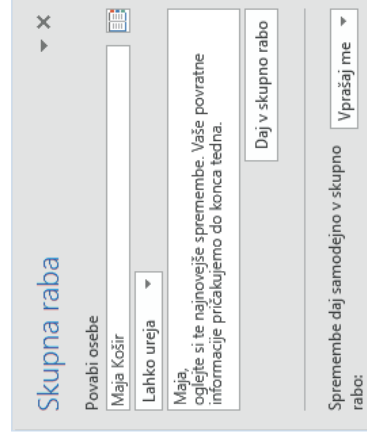 Skupna raba
Povabi osebe
Maja Košir
Lahko ureja
Maja,
oglejte si te najnovejše spremembe. Vaše povratne
informacije pričakujemo do konca tedna.
Daj v skupno rabo
Spremembe daj samodejno v skupno
rabo:
Vprašaj me